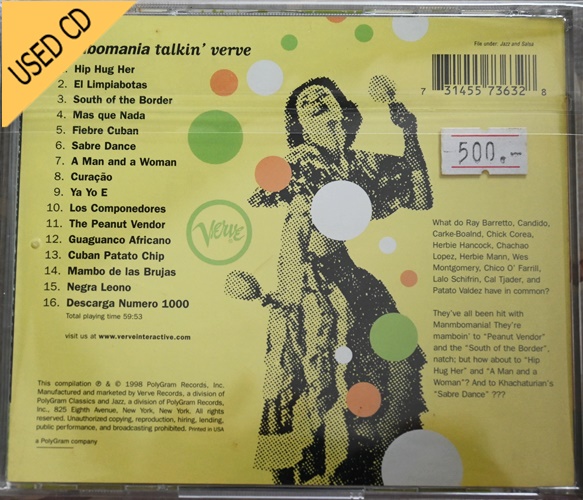 USED CD
mbomania talkin' verve
1. Hip Hug Her
2. El Limpiabotas
3. South of the Border
4. Mas que Nada
5. Fiebre Cuban
6. Sabre Dance
7. A Man and a Woman
8. Curação
9. Ya Yo E
10. Los Componedores
11. The Peanut Vendor
12. Guaguanco Africano
13. Cuban Patato Chip
14. Mambo de las Brujas
15. Negra Leono
16. Descarga Numero 1000
Total playing time 59:53
visit us at www.verveinteractive.com
This compilation ℗ & © 1998 PolyGram Records, Inc.
Manufactured and marketed by Verve Records, a division of
PolyGram Classics and Jazz, a division of PolyGram Records,
Inc., 825 Eighth Avenue, New York, New York. All rights
reserved. Unauthorized copying, reproduction, hiring, lending,
public performance, and broadcasting prohibited. Printed in USA
a PolyGram company
Verve
File under: Jazz and Salsa
7 31455 73632 8
500.-
What do Ray Barretto, Candido,
Carke-Boalnd, Chick Corea,
Herbie Hancock, Chachao
Lopez, Herbie Mann, Wes
Montgomery, Chico O' Farrill,
Lalo Schifrin, Cal Tjader, and
Patato Valdez have in common?
They've all been hit with
Manmbomania! They're
mamboin' to "Peanut Vendor"
and the "South of the Border",
natch; but how about to "Hip
Hug Her" and "A Man and a
Woman"? And to Khachaturian's
"Sabre Dance" ???